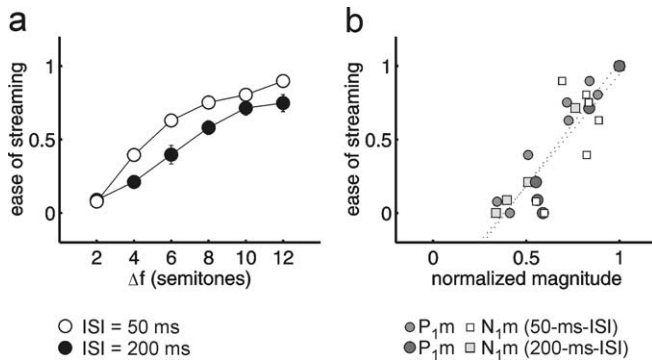 a
b
ease of streaming
1
0.5
0
2 4 6 8 10 12
Δf (semitones)
ISI = 50 ms
ISI = 200 ms
ease of streaming
1
0.5
0
0 0.5 1
normalized magnitude
P₁m N₁m (50-ms-ISI)
P₁m N₁m (200-ms-ISI)